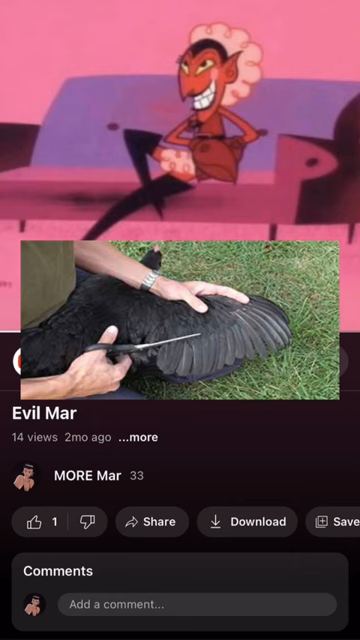 Evil Mar
14 views 2mo ago ...more
MORE Mar 33
1 Share Download Save
Comments
Add a comment...